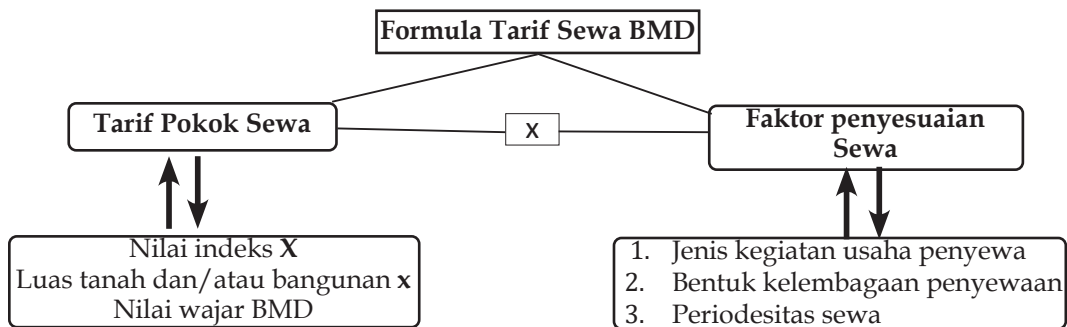 Formula Tarif Sewa BMD
Tarif Pokok Sewa
X
Faktor penyesuaian
Sewa
Nilai indeks X
Luas tanah dan/atau bangunan x
Nilai wajar BMD
1. Jenis kegiatan usaha penyewa
2. Bentuk kelembagaan penyewaan
3. Periodesitas sewa